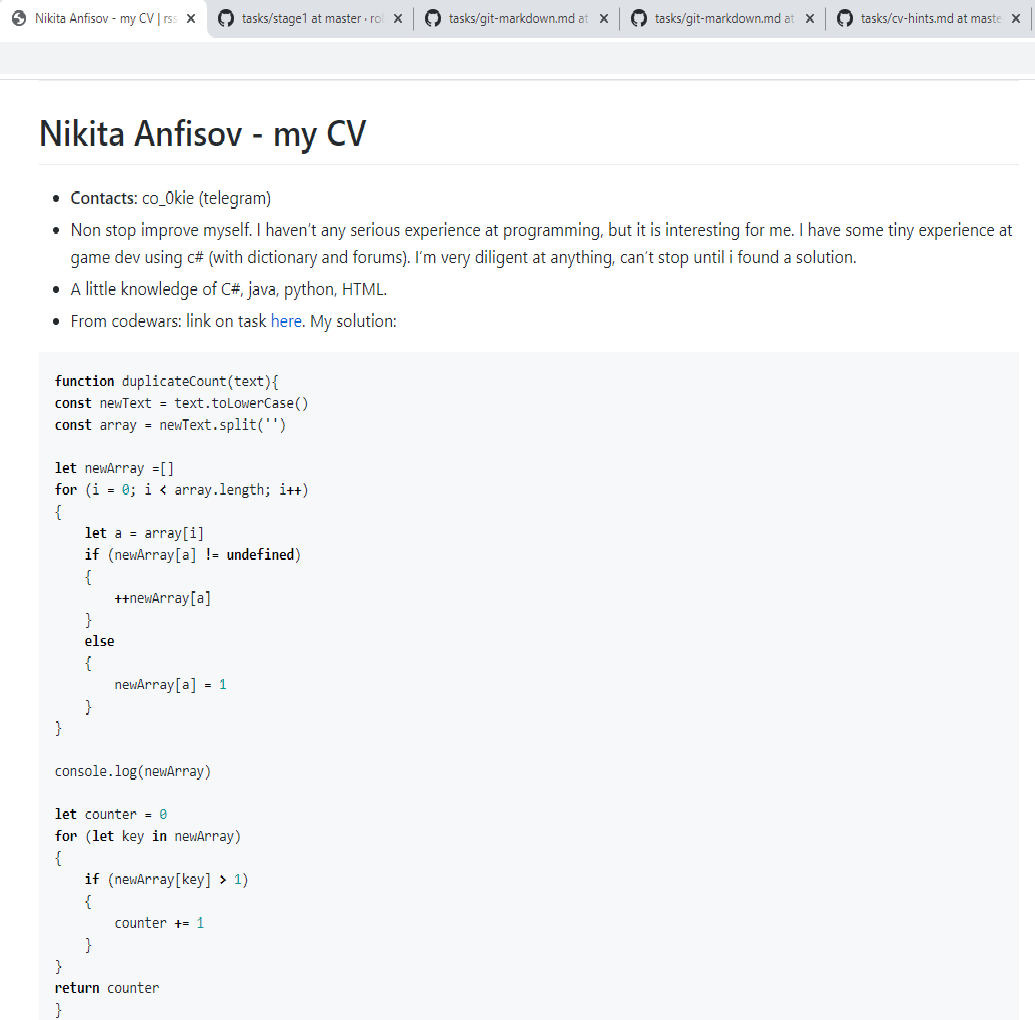 Nikita Anfisov - my CV | rss
tasks/stage1 at master · rol
tasks/git-markdown.md at
tasks/git-markdown.md at
tasks/cv-hints.md at maste
Nikita Anfisov - my CV
Contacts: co_0kie (telegram)
Non stop improve myself. I haven't any serious experience at programming, but it is interesting for me. I have some tiny experience at
game dev using c# (with dictionary and forums). I'm very diligent at anything, can't stop until i found a solution.
A little knowledge of C#, java, python, HTML.
From codewars: link on task here. My solution:
function duplicateCount(text){
const newText = text.toLowerCase()
const array = newText.split('')
let newArray =[]
for (i = 0; i < array.length; i++)
{
let a = array[i]
if (newArray[a] != undefined)
{
++newArray[a]
}
else
{
newArray[a] = 1
}
}
console.log(newArray)
let counter = 0
for (let key in newArray)
{
if (newArray[key] > 1)
{
counter += 1
}
}
return counter
}